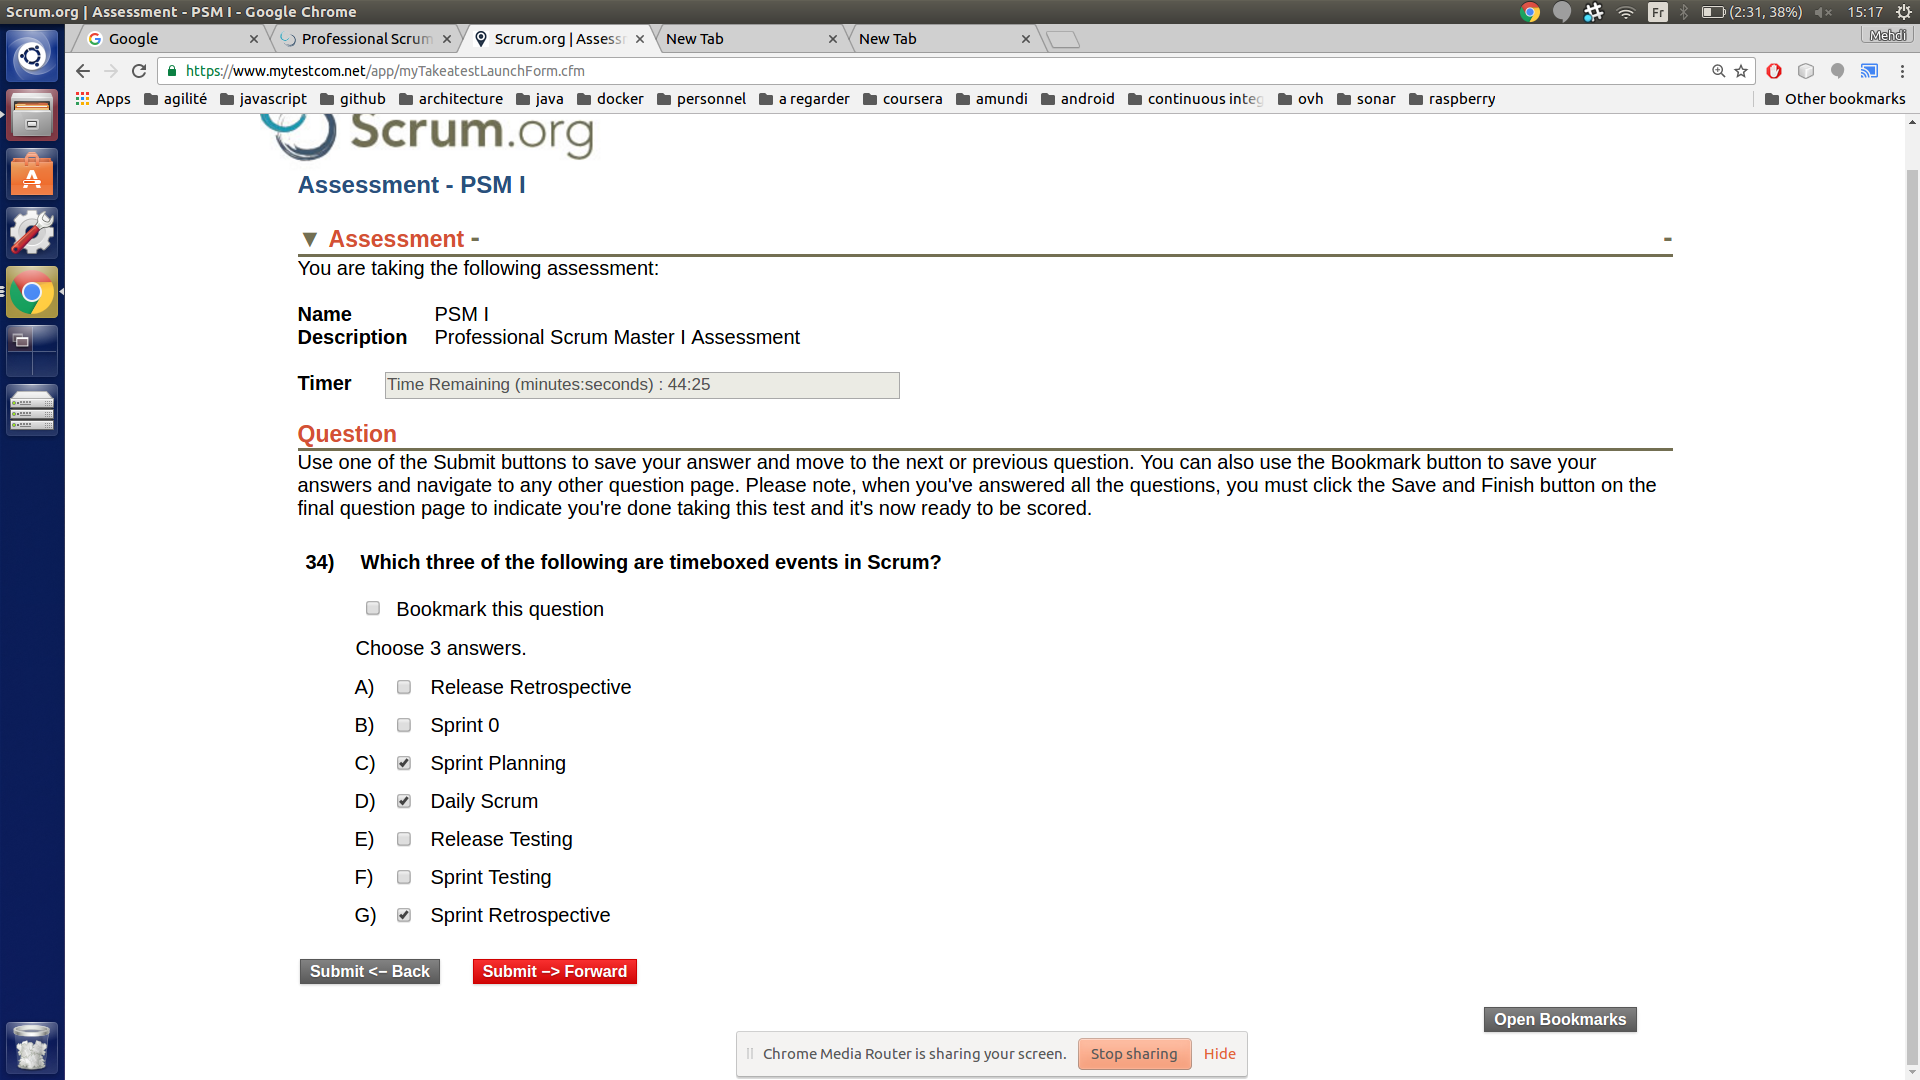 Scrum.org | Assessment - PSM I - Google Chrome
Fr
(2:31, 38%)
15:17
Google
Professional Scrum
Scrum.org | Assess
New Tab
New Tab
Mehdi
https://www.mytestcom.net/app/myTakeatestLaunchForm.cfm
Apps
agilité
javascript
github
architecture
java
docker
personnel
a regarder
coursera
amundi
android
continuous integ
ovh
sonar
raspberry
Other bookmarks
Scrum.org
Assessment - PSM I
▼ Assessment - -
You are taking the following assessment:
Name PSM I
Description Professional Scrum Master I Assessment
Timer Time Remaining (minutes:seconds) : 44:25
Question
Use one of the Submit buttons to save your answer and move to the next or previous question. You can also use the Bookmark button to save your
answers and navigate to any other question page. Please note, when you've answered all the questions, you must click the Save and Finish button on the
final question page to indicate you're done taking this test and it's now ready to be scored.
34) Which three of the following are timeboxed events in Scrum?
Bookmark this question
Choose 3 answers.
A) Release Retrospective
B) Sprint 0
C) Sprint Planning
D) Daily Scrum
E) Release Testing
F) Sprint Testing
G) Sprint Retrospective
Submit <– Back
Submit –> Forward
Open Bookmarks
Chrome Media Router is sharing your screen.
Stop sharing
Hide